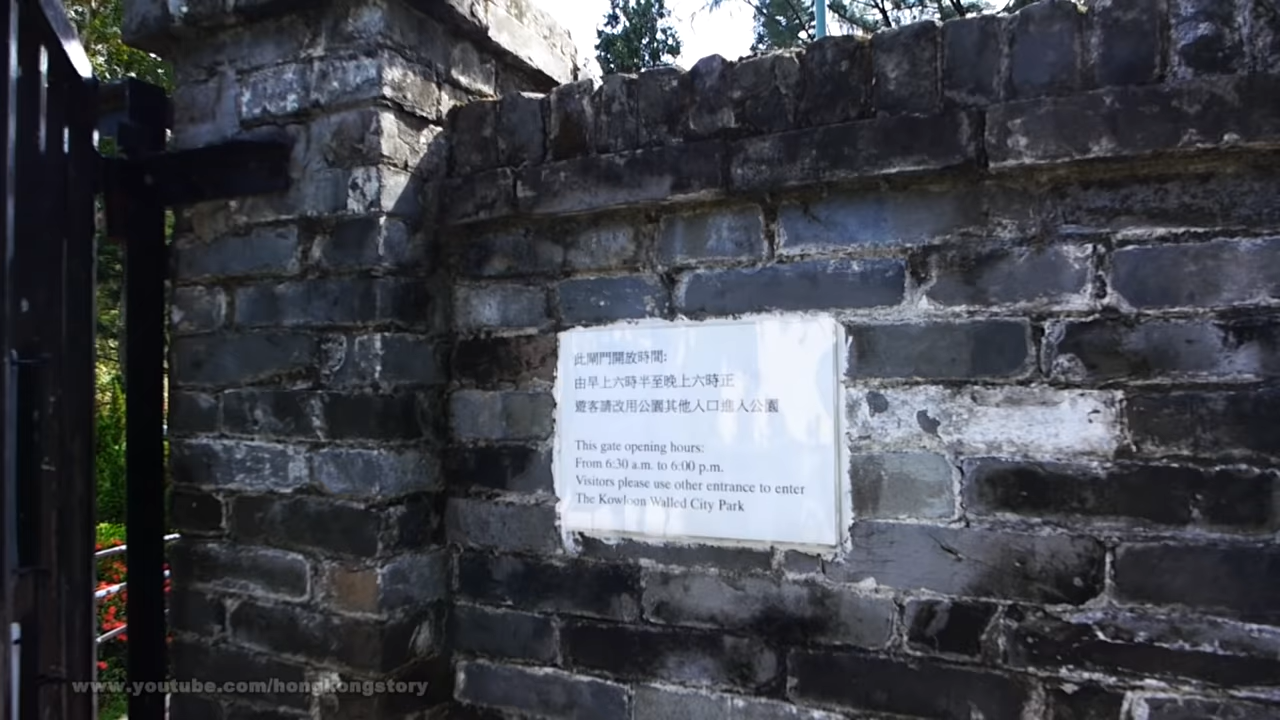 此閘門開放時間:
由早上六時半至晚上六時正
遊客請改用公園其他入口進入公園
This gate opening hours:
From 6:30 a.m. to 6:00 p.m.
Visitors please use other entrance to enter
The Kowloon Walled City Park
www.youtube.com/hongkongstory